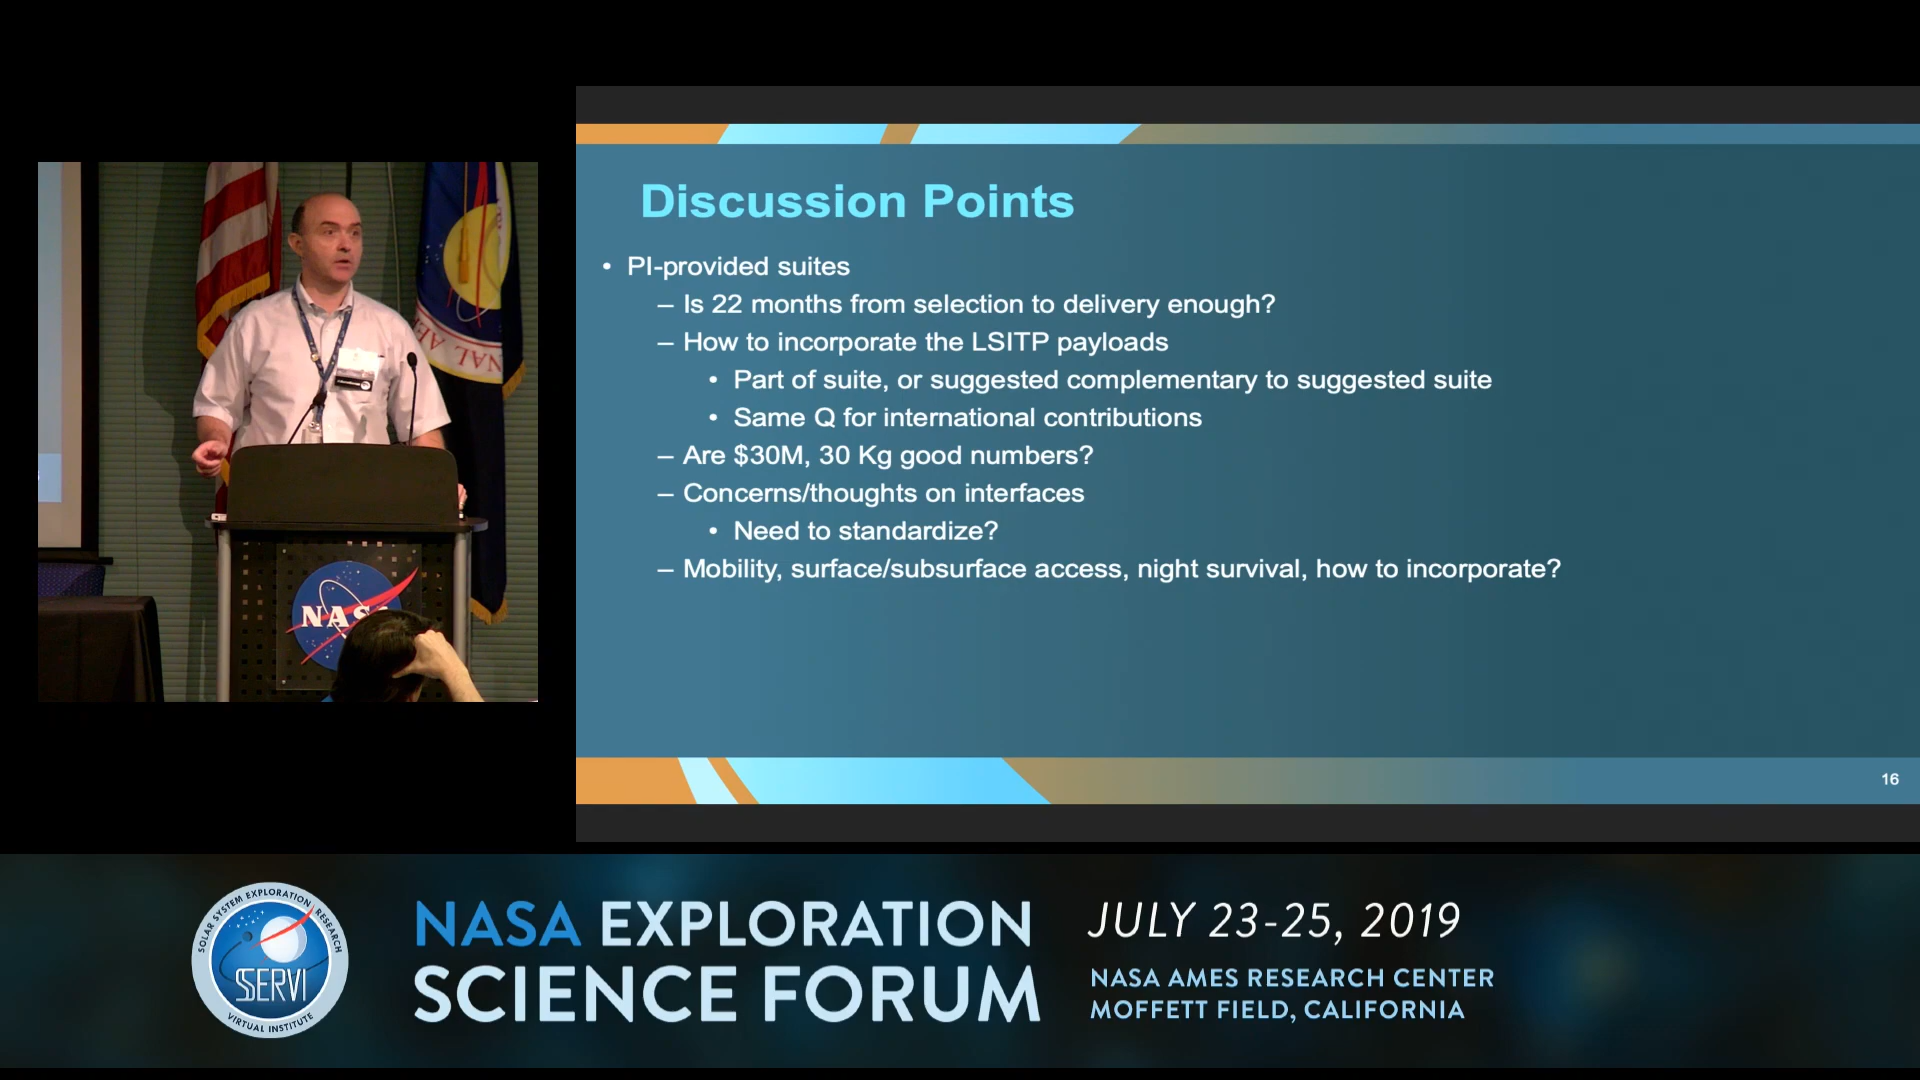 Discussion Points
• PI-provided suites
– Is 22 months from selection to delivery enough?
– How to incorporate the LSITP payloads
• Part of suite, or suggested complementary to suggested suite
• Same Q for international contributions
– Are $30M, 30 Kg good numbers?
– Concerns/thoughts on interfaces
• Need to standardize?
– Mobility, surface/subsurface access, night survival, how to incorporate?
16
NASA
SOLAR SYSTEM EXPLORATION RESEARCH
SSERVI
VIRTUAL INSTITUTE
NASA EXPLORATION
SCIENCE FORUM
JULY 23-25, 2019
NASA AMES RESEARCH CENTER
MOFFETT FIELD, CALIFORNIA